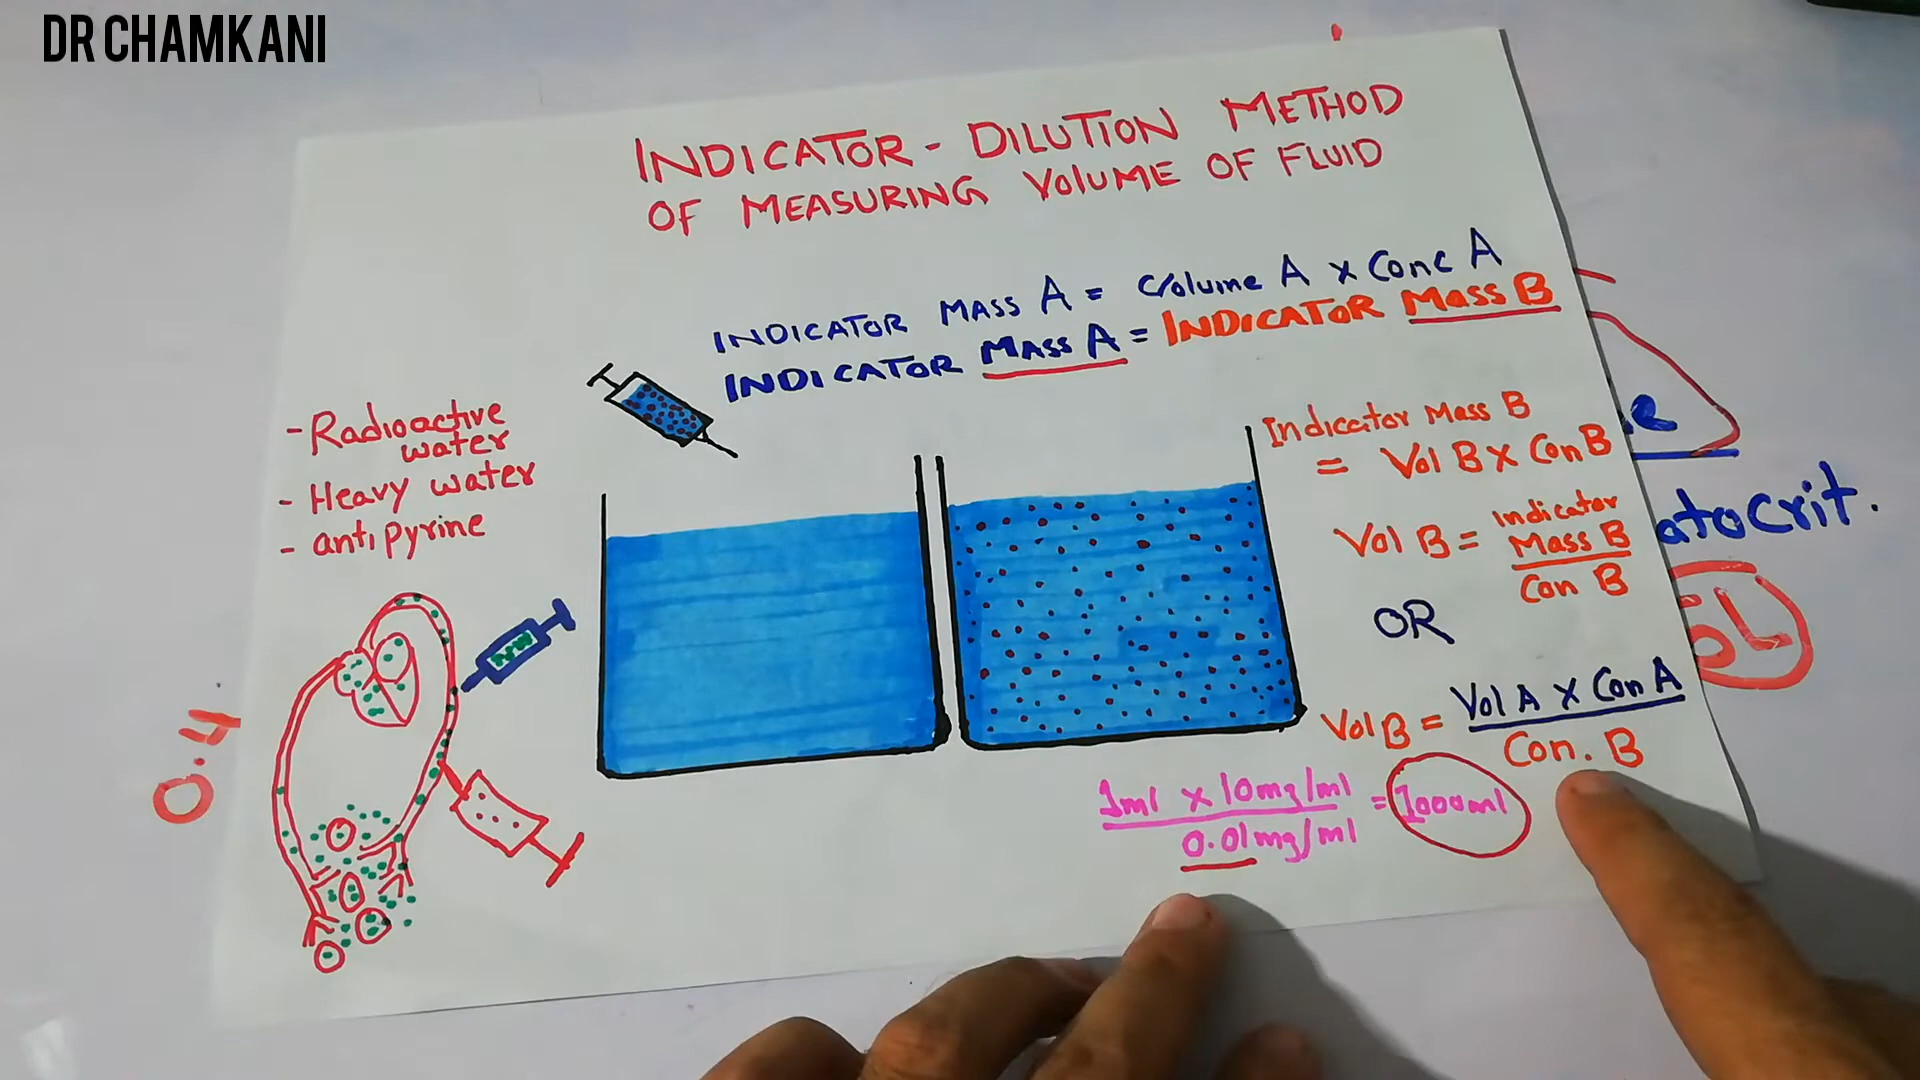 DR CHAMKANI
INDICATOR - DILUTION METHOD
OF MEASURING VOLUME OF FLUID
INDICATOR MASS A = Volume A x Conc A
INDICATOR MASS A = INDICATOR MASS B
- Radioactive
water
- Heavy water
- antipyrine
Indicator Mass B
= Vol B x Con B
Vol B = Indicator
Mass B
Con B
OR
Vol B = Vol A x Con A
Con. B
1ml x 10mg/ml = 1000ml
0.01mg/ml
atocrit.
0.4